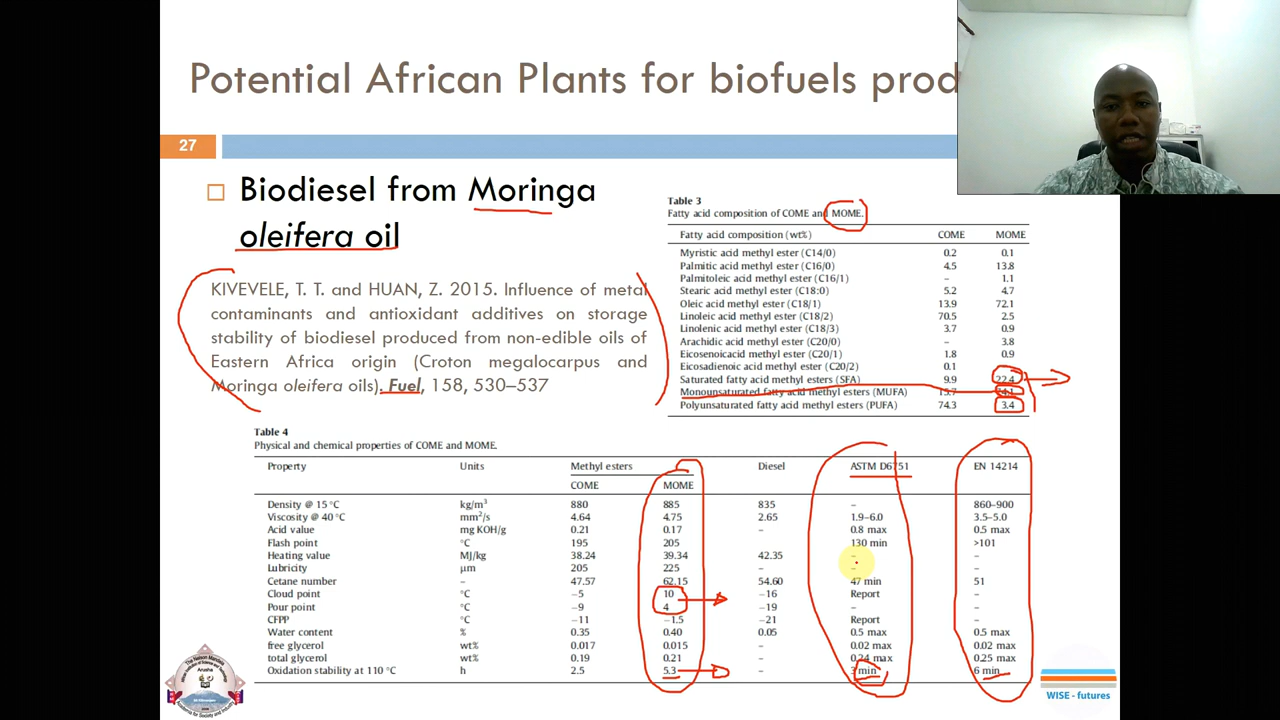 Potential African Plants for biofuels prod
27
Biodiesel from Moringa
oleifera oil
KIVEVELE, T. T. and HUAN, Z. 2015. Influence of metal
contaminants and antioxidant additives on storage
stability of biodiesel produced from non-edible oils of
Eastern Africa origin (Croton megalocarpus and
Moringa oleifera oils). Fuel, 158, 530–537
Table 3
Fatty acid composition of COME and MOME.
Fatty acid composition (wt%) COME MOME
Myristic acid methyl ester (C14/0) 0.2 0.1
Palmitic acid methyl ester (C16/0) 4.5 13.8
Palmitoleic acid methyl ester (C16/1) – 1.1
Stearic acid methyl ester (C18:0) 5.2 4.7
Oleic acid methyl ester (C18/1) 13.9 72.1
Linoleic acid methyl ester (C18/2) 70.5 2.5
Linolenic acid methyl ester (C18/3) 3.7 0.9
Arachidic acid methyl ester (C20/0) – 3.8
Eicosenoicacid methyl ester (C20/1) 1.8 0.9
Eicosadienoic acid methyl ester (C20/2) 0.1
Saturated fatty acid methyl esters (SFA) 9.9 22.4
Monounsaturated fatty acid methyl esters (MUFA) 15.7
Polyunsaturated fatty acid methyl esters (PUFA) 74.3 3.4
Table 4
Physical and chemical properties of COME and MOME.
Property Units Methyl esters Diesel ASTM D6751 EN 14214
COME MOME
Density @ 15 °C kg/m³ 880 885 835 – 860–900
Viscosity @ 40 °C mm²/s 4.64 4.75 2.65 1.9–6.0 3.5–5.0
Acid value mg KOH/g 0.21 0.17 – 0.8 max 0.5 max
Flash point °C 195 205 130 min >101
Heating value MJ/kg 38.24 39.34 42.35 – –
Lubricity µm 205 225 – – –
Cetane number – 47.57 62.15 54.60 47 min 51
Cloud point °C −5 10 −16 Report –
Pour point °C −9 4 −19 – –
CFPP °C −11 −1.5 −21 Report –
Water content % 0.35 0.40 0.05 0.5 max 0.5 max
free glycerol wt% 0.017 0.015 – 0.02 max 0.02 max
total glycerol wt% 0.19 0.21 – 0.24 max 0.25 max
Oxidation stability at 110 °C h 2.5 5.3 – 3 min 6 min
Arusha
WISE - futures